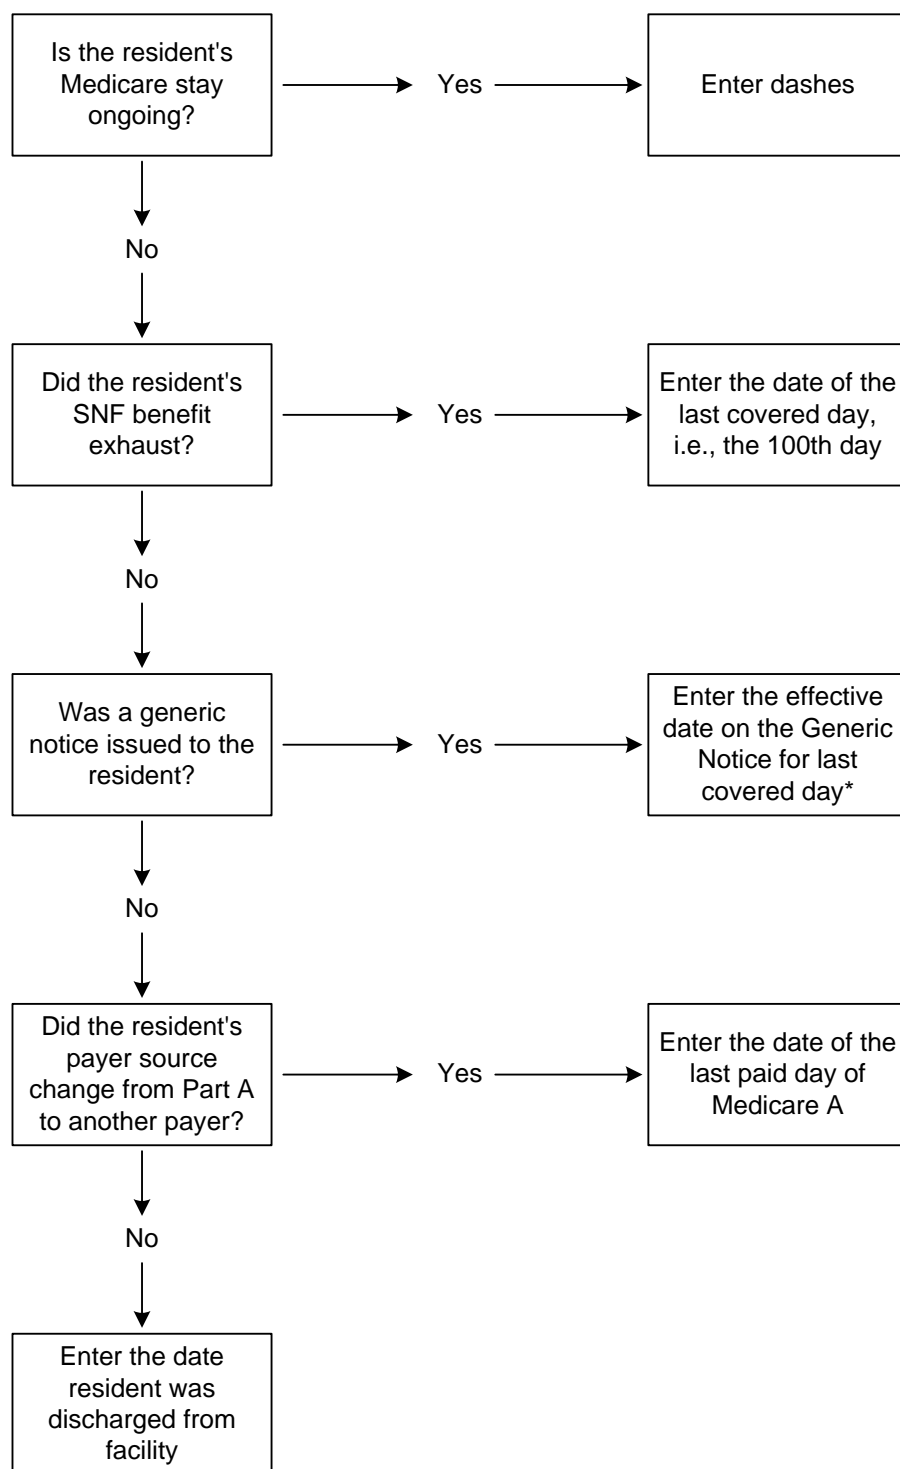 Is the resident's
Medicare stay
ongoing?
Yes
Enter dashes
No
Did the resident's
SNF benefit
exhaust?
Yes
Enter the date of the
last covered day,
i.e., the 100th day
No
Was a generic
notice issued to the
resident?
Yes
Enter the effective
date on the Generic
Notice for last
covered day*
No
Did the resident's
payer source
change from Part A
to another payer?
Yes
Enter the date of the
last paid day of
Medicare A
No
Enter the date
resident was
discharged from
facility